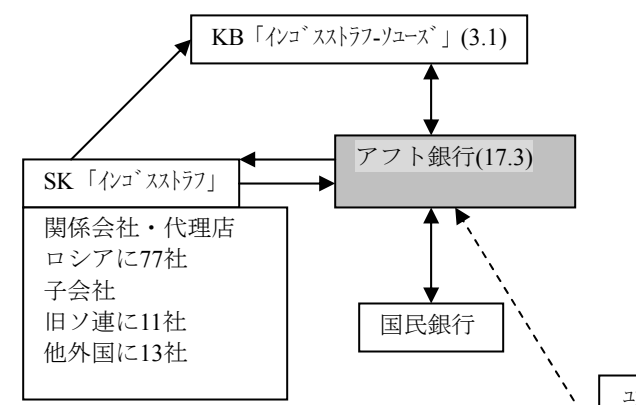 KB「ｲﾝｺﾞｽｽﾄﾗﾌ-ｿﾕｰｽﾞ」(3.1)
アフト銀行(17.3)
SK「ｲﾝｺﾞｽｽﾄﾗﾌ」
関係会社・代理店
ロシアに77社
子会社
旧ソ連に11社
他外国に13社
国民銀行